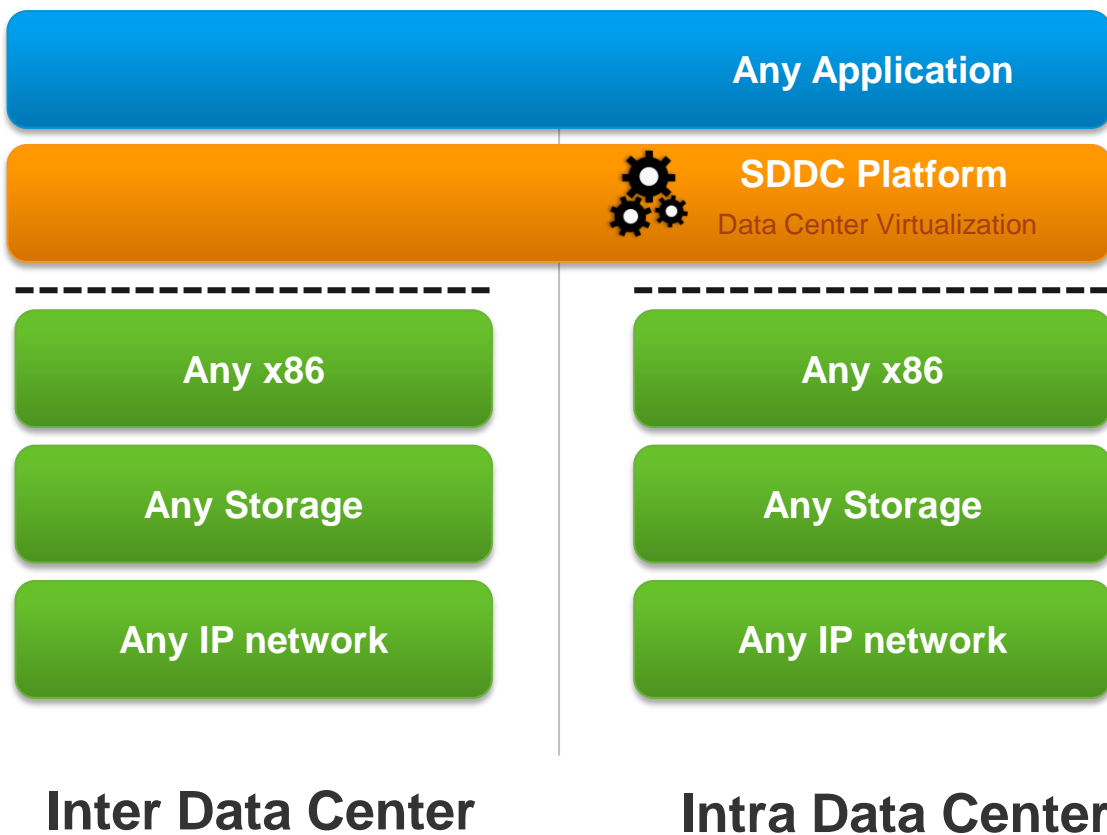 Any Application
SDDC Platform
Data Center Virtualization
Any x86
Any Storage
Any IP network
Inter Data Center
Any x86
Any Storage
Any IP network
Intra Data Center